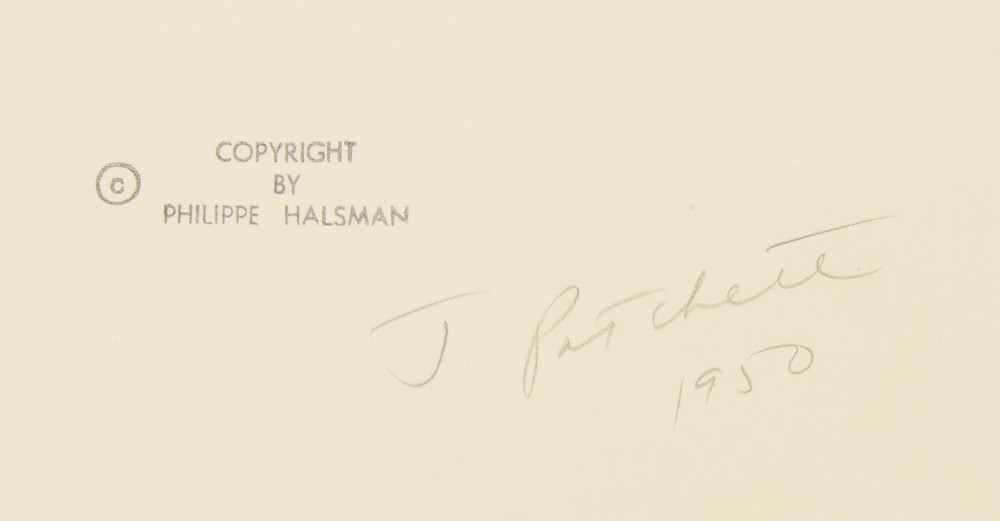 COPYRIGHT
© BY
PHILIPPE HALSMAN
J Patchett
1950